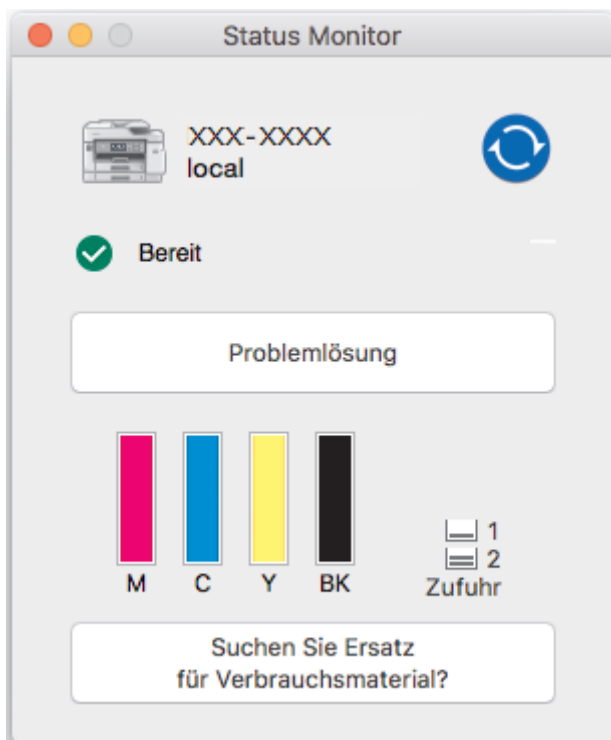 Status Monitor
XXX-XXXX
local
Bereit
Problemlösung
M C Y BK
1
2
Zufuhr
Suchen Sie Ersatz
für Verbrauchsmaterial?